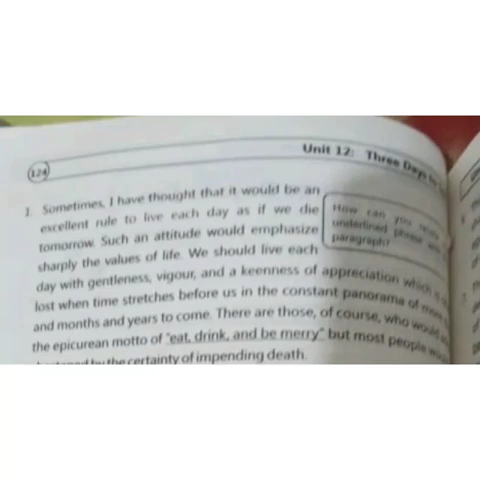 124
Unit 12: Three Days to
1. Sometimes, I have thought that it would be an
excellent rule to live each day as if we die
tomorrow. Such an attitude would emphasize
sharply the values of life. We should live each
day with gentleness, vigour, and a keenness of appreciation which
lost when time stretches before us in the constant panorama of more
and months and years to come. There are those, of course, who would
the epicurean motto of "eat, drink, and be merry" but most people
by the certainty of impending death.
How can you
underlined phrase
paragraph?